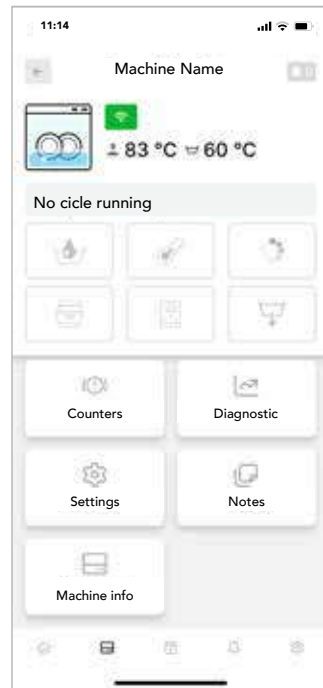 11:14
Machine Name
83 °C 60 °C
No cicle running
Counters Diagnostic
Settings Notes
Machine info